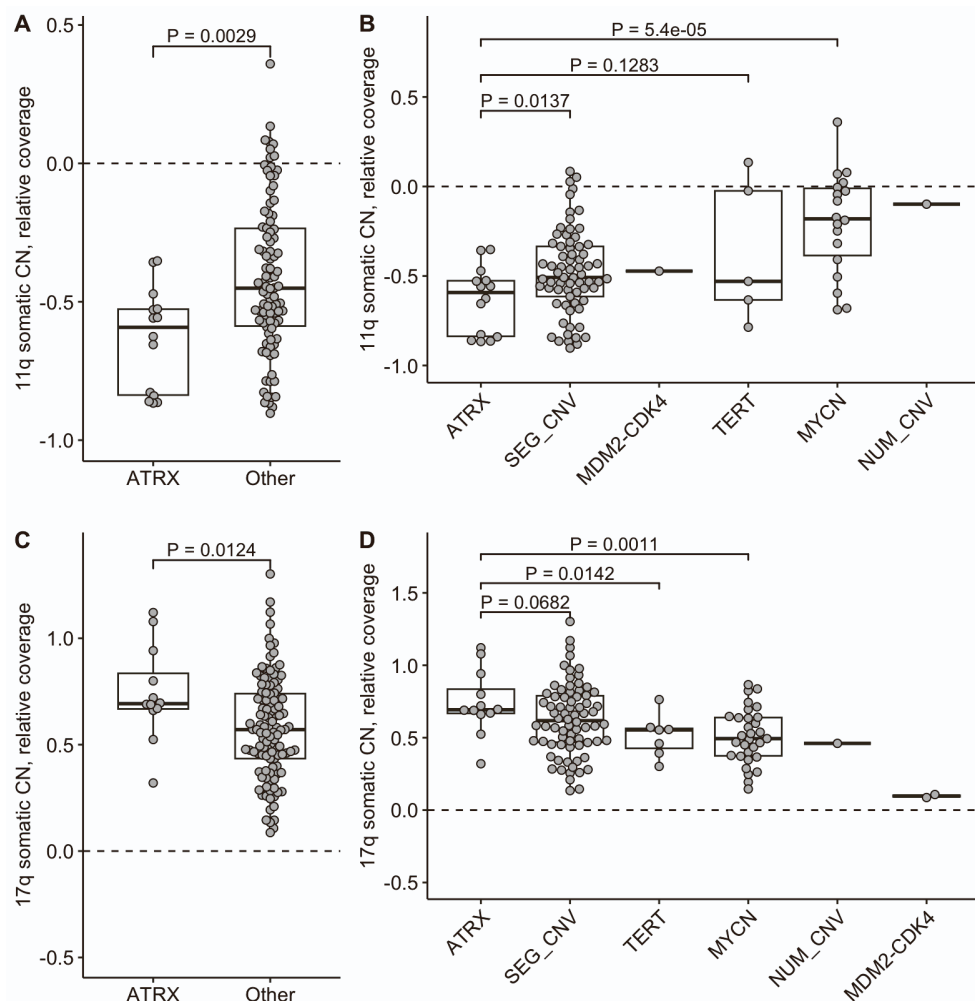 A
P = 0.0029
0.5
0.0
-0.5
-1.0
11q somatic CN, relative coverage
ATRX
Other
B
P = 5.4e-05
P = 0.1283
P = 0.0137
0.5
0.0
-0.5
-1.0
11q somatic CN, relative coverage
ATRX
SEG_CNV
MDM2-CDK4
TERT
MYCN
NUM_CNV
C
P = 0.0124
1.0
0.5
0.0
-0.5
17q somatic CN, relative coverage
ATRX
Other
D
P = 0.0011
P = 0.0142
P = 0.0682
1.5
1.0
0.5
0.0
-0.5
17q somatic CN, relative coverage
ATRX
SEG_CNV
TERT
MYCN
NUM_CNV
MDM2-CDK4